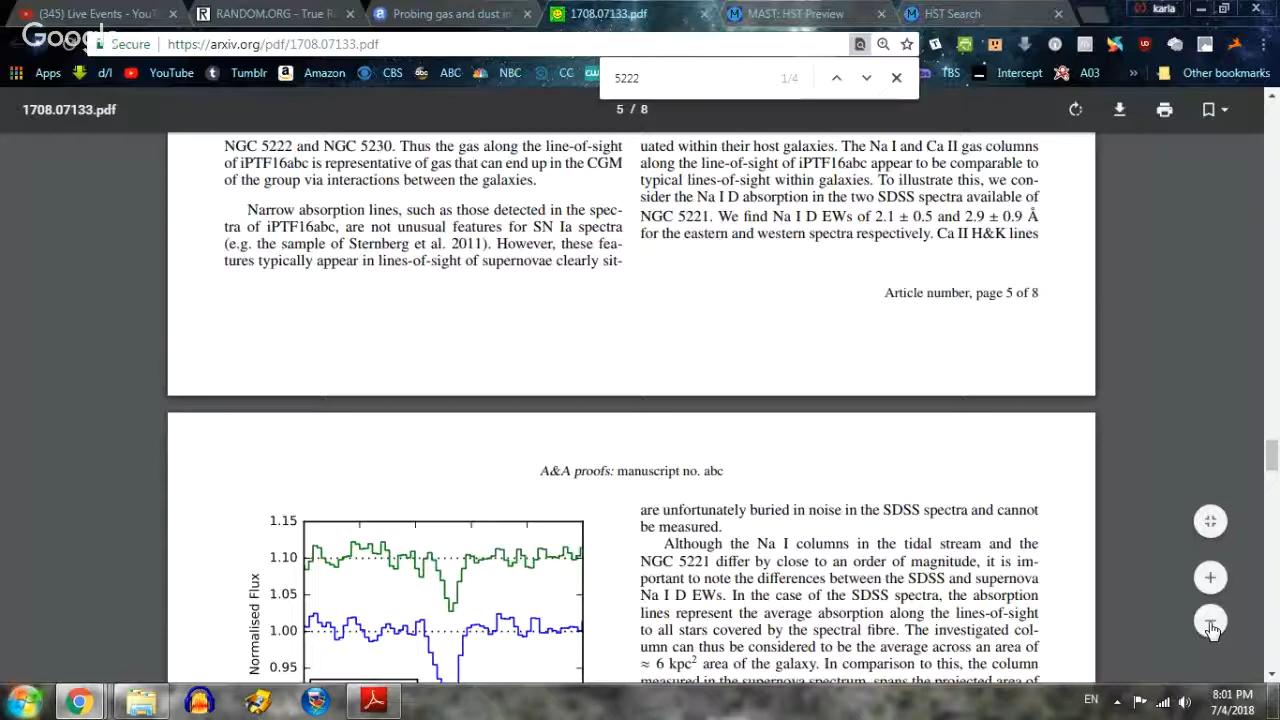 (345) Live Events - You
RANDOM.ORG - True R
Probing gas and dust in
1708.07133.pdf
MAST: HST Preview
HST Search
karla
Google
Secure
https://arxiv.org/pdf/1708.07133
Apps
d/l
YouTube
Tumblr
Amazon
CBS
ABC
NBC
CC
cw
TBS
Intercept
A03
»
Other bookmarks
5222
1/4
1708.07133.pdf
5 / 8
NGC 5222 and NGC 5230. Thus the gas along the line-of-sight
of iPTF16abc is representative of gas that can end up in the CGM
of the group via interactions between the galaxies.
Narrow absorption lines, such as those detected in the spec-
tra of iPTF16abc, are not unusual features for SN Ia spectra
(e.g. the sample of Sternberg et al. 2011). However, these fea-
tures typically appear in lines-of-sight of supernovae clearly sit-
uated within their host galaxies. The Na I and Ca II gas columns
along the line-of-sight of iPTF16abc appear to be comparable to
typical lines-of-sight within galaxies. To illustrate this, we con-
sider the Na I D absorption in the two SDSS spectra available of
NGC 5221. We find Na I D EWs of 2.1 ± 0.5 and 2.9 ± 0.9 Å
for the eastern and western spectra respectively. Ca II H&K lines
Article number, page 5 of 8
A&A proofs: manuscript no. abc
1.15
1.10
1.05
1.00
0.95
Normalised Flux
are unfortunately buried in noise in the SDSS spectra and cannot
be measured.
Although the Na I columns in the tidal stream and the
NGC 5221 differ by close to an order of magnitude, it is im-
portant to note the differences between the SDSS and supernova
Na I D EWs. In the case of the SDSS spectra, the absorption
lines represent the average absorption along the lines-of-sight
to all stars covered by the spectral fibre. The investigated col-
umn can thus be considered to be the average across an area of
≈ 6 kpc² area of the galaxy. In comparison to this, the column
measured in the supernova spectrum, spans the projected area of
EN
8:01 PM
7/4/2018